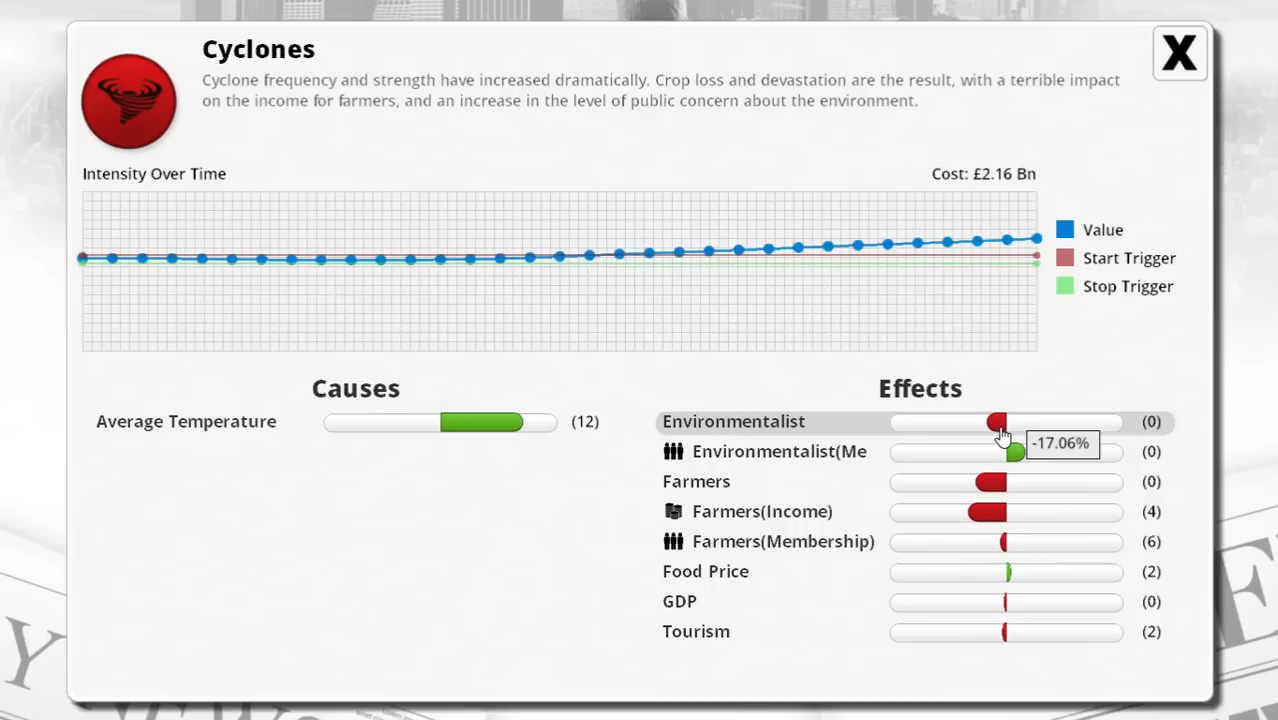 Cyclones
X
Cyclone frequency and strength have increased dramatically. Crop loss and devastation are the result, with a terrible impact
on the income for farmers, and an increase in the level of public concern about the environment.
Intensity Over Time
Cost: £2.16 Bn
Value
Start Trigger
Stop Trigger
Causes
Average Temperature (12)
Effects
Environmentalist (0)
-17.06%
Environmentalist(Me (0)
Farmers (0)
Farmers(Income) (4)
Farmers(Membership) (6)
Food Price (2)
GDP (0)
Tourism (2)